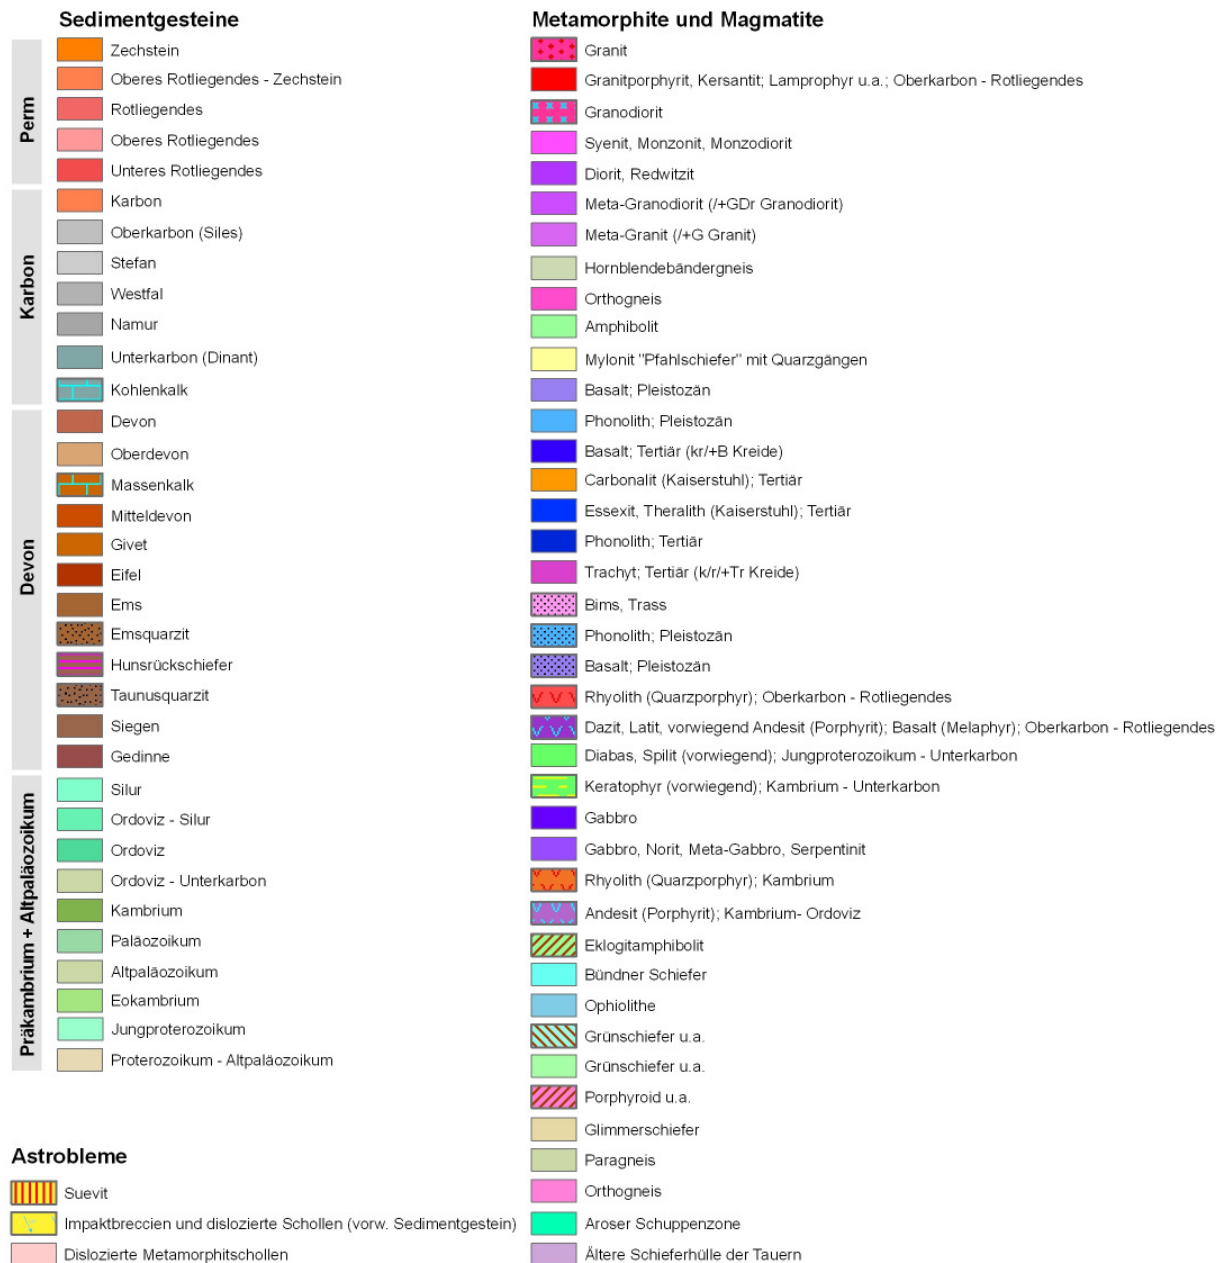 Sedimentgesteine
Perm
Zechstein
Oberes Rotliegendes - Zechstein
Rotliegendes
Oberes Rotliegendes
Unteres Rotliegendes
Karbon
Karbon
Oberkarbon (Siles)
Stefan
Westfal
Namur
Unterkarbon (Dinant)
Kohlenkalk
Devon
Devon
Oberdevon
Massenkalk
Mitteldevon
Givet
Eifel
Ems
Emsquarzit
Hunsrückschiefer
Taunusquarzit
Siegen
Gedinne
Präkambrium + Altpaläozoikum
Silur
Ordoviz - Silur
Ordoviz
Ordoviz - Unterkarbon
Kambrium
Paläozoikum
Altpaläozoikum
Eokambrium
Jungproterozoikum
Proterozoikum - Altpaläozoikum
Astrobleme
Suevit
Impaktbreccien und dislozierte Schollen (vorw. Sedimentgestein)
Dislozierte Metamorphitschollen
Metamorphite und Magmatite
Granit
Granitporphyrit, Kersantit; Lamprophyr u.a.; Oberkarbon - Rotliegendes
Granodiorit
Syenit, Monzonit, Monzodiorit
Diorit, Redwitzit
Meta-Granodiorit (/+GDr Granodiorit)
Meta-Granit (/+G Granit)
Hornblendebändergneis
Orthogneis
Amphibolit
Mylonit "Pfahlschiefer" mit Quarzgängen
Basalt; Pleistozän
Phonolith; Pleistozän
Basalt; Tertiär (kr/+B Kreide)
Carbonalit (Kaiserstuhl); Tertiär
Essexit, Theralith (Kaiserstuhl); Tertiär
Phonolith; Tertiär
Trachyt; Tertiär (k/r/+Tr Kreide)
Bims, Trass
Phonolith; Pleistozän
Basalt; Pleistozän
Rhyolith (Quarzporphyr); Oberkarbon - Rotliegendes
Dazit, Latit, vorwiegend Andesit (Porphyrit); Basalt (Melaphyr); Oberkarbon - Rotliegendes
Diabas, Spilit (vorwiegend); Jungproterozoikum - Unterkarbon
Keratophyr (vorwiegend); Kambrium - Unterkarbon
Gabbro
Gabbro, Norit, Meta-Gabbro, Serpentinit
Rhyolith (Quarzporphyr); Kambrium
Andesit (Porphyrit); Kambrium- Ordoviz
Eklogitamphibolit
Bündner Schiefer
Ophiolithe
Grünschiefer u.a.
Grünschiefer u.a.
Porphyroid u.a.
Glimmerschiefer
Paragneis
Orthogneis
Aroser Schuppenzone
Ältere Schieferhülle der Tauern